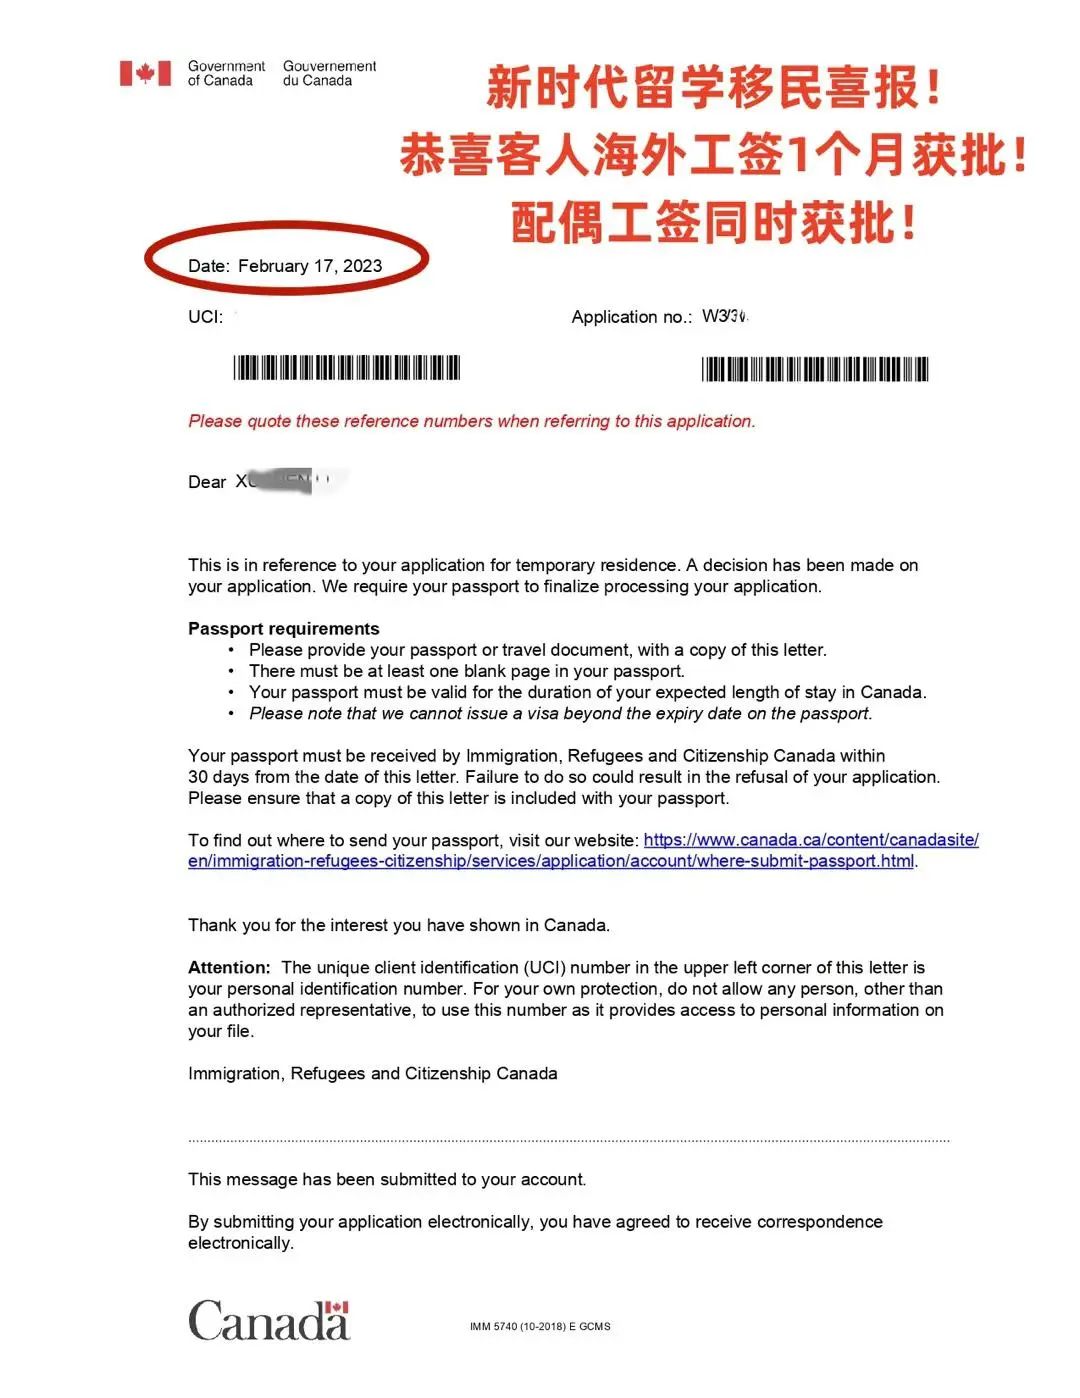 Government of Canada
Gouvernement du Canada
新时代留学移民喜报！
恭喜客人海外工签1个月获批！
配偶工签同时获批！
Date: February 17, 2023
UCI:
Application no.:
Please quote these reference numbers when referring to this application.
Dear
This is in reference to your application for temporary residence. A decision has been made on
your application. We require your passport to finalize processing your application.
Passport requirements
• Please provide your passport or travel document, with a copy of this letter.
• There must be at least one blank page in your passport.
• Your passport must be valid for the duration of your expected length of stay in Canada.
• Please note that we cannot issue a visa beyond the expiry date on the passport.
Your passport must be received by Immigration, Refugees and Citizenship Canada within
30 days from the date of this letter. Failure to do so could result in the refusal of your application.
Please ensure that a copy of this letter is included with your passport.
To find out where to send your passport, visit our website: https://www.canada.ca/content/canadasite/
en/immigration-refugees-citizenship/services/application/account/where-submit-passport.html.
Thank you for the interest you have shown in Canada.
Attention: The unique client identification (UCI) number in the upper left corner of this letter is
your personal identification number. For your own protection, do not allow any person, other than
an authorized representative, to use this number as it provides access to personal information on
your file.
Immigration, Refugees and Citizenship Canada
This message has been submitted to your account.
By submitting your application electronically, you have agreed to receive correspondence
electronically.
Canada
IMM 5740 (10-2018) E GCMS